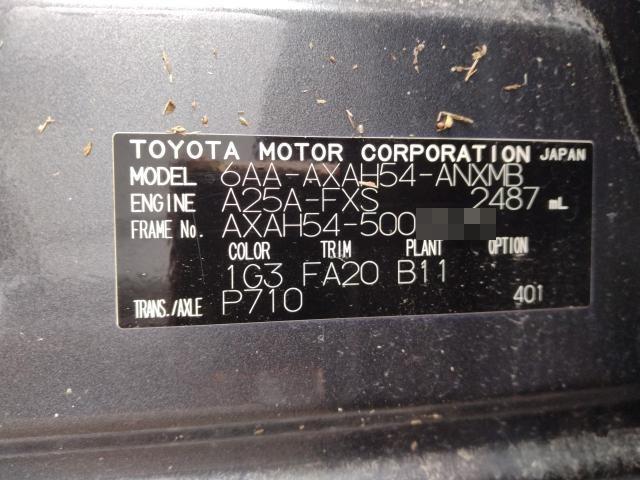 TOYOTA MOTOR CORPORATION JAPAN
MODEL 6AA-AXAH54-ANXMB
ENGINE A25A-FXS 2487 mL
FRAME No. AXAH54-500
COLOR TRIM PLANT OPTION
1G3 FA20 B11
TRANS./AXLE P710 401